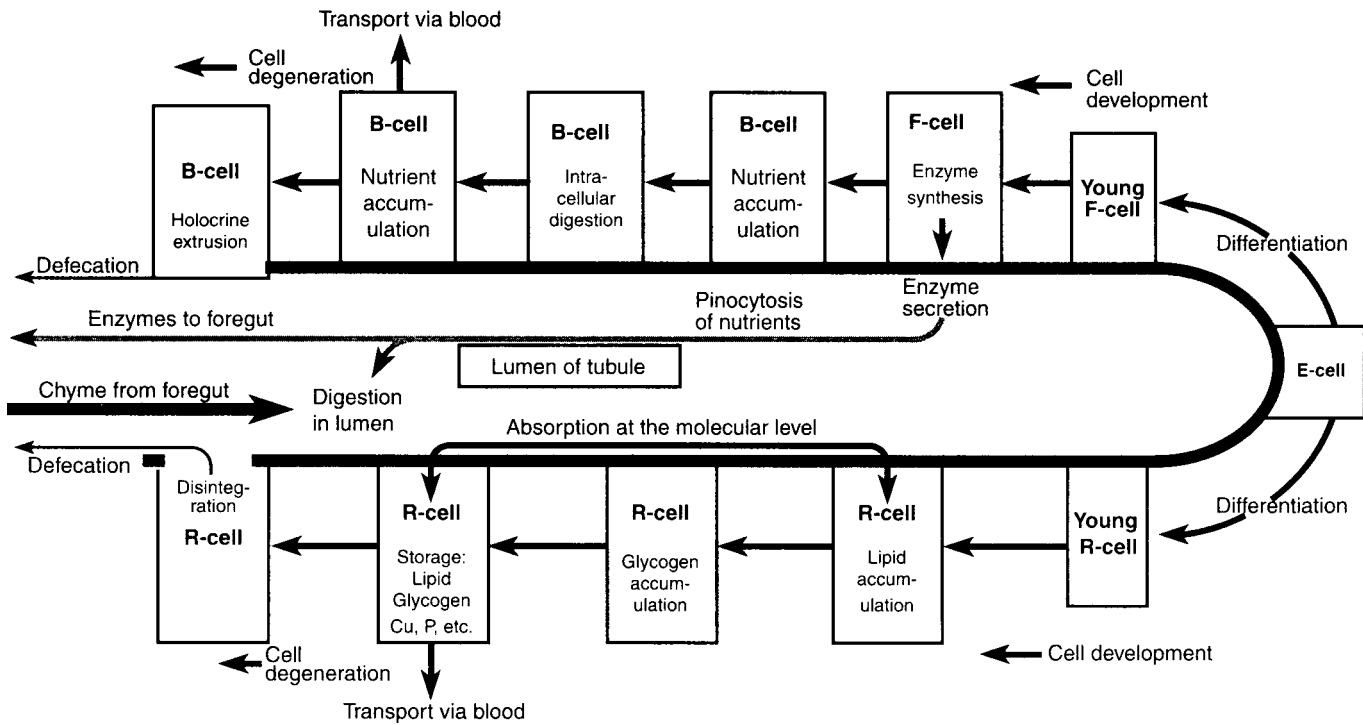 Transport via blood
Cell
degeneration
Cell
development
B-cell
Holocrine
extrusion
B-cell
Nutrient
accum-
ulation
B-cell
Intra-
cellular
digestion
B-cell
Nutrient
accum-
ulation
F-cell
Enzyme
synthesis
Young
F-cell
Differentiation
Defecation
Enzymes to foregut
Pinocytosis
of nutrients
Enzyme
secretion
Lumen of tubule
E-cell
Chyme from foregut
Digestion
in lumen
Absorption at the molecular level
Defecation
Disinteg-
ration
R-cell
R-cell
Storage:
Lipid
Glycogen
Cu, P, etc.
R-cell
Glycogen
accum-
ulation
R-cell
Lipid
accum-
ulation
Young
R-cell
Differentiation
Cell
degeneration
Cell development
Transport via blood